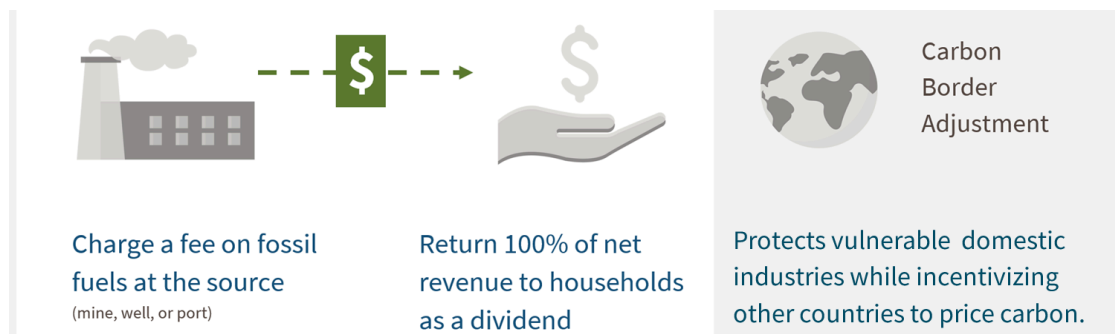 $
$
Carbon
Border
Adjustment
Charge a fee on fossil
fuels at the source
(mine, well, or port)
Return 100% of net
revenue to households
as a dividend
Protects vulnerable domestic
industries while incentivizing
other countries to price carbon.